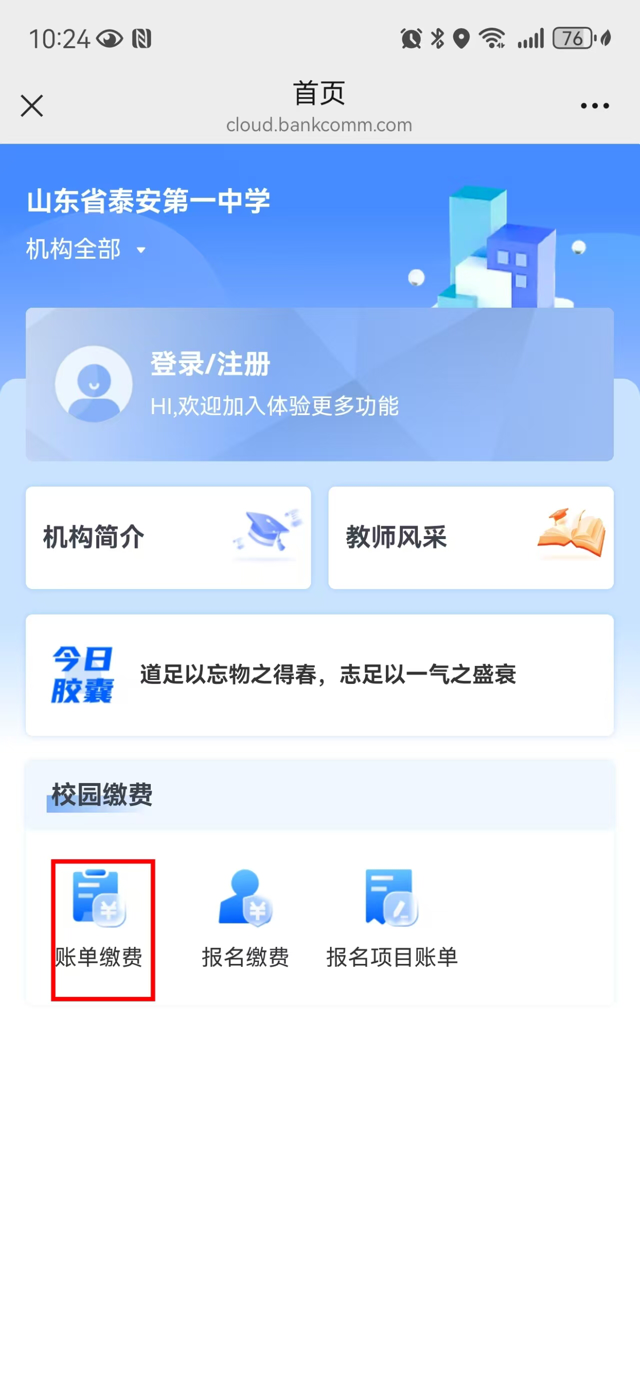 10:24
76
首页
cloud.bankcomm.com
山东省泰安第一中学
机构全部
登录/注册
HI,欢迎加入体验更多功能
机构简介
教师风采
今日
胶囊
道足以忘物之得春，志足以一气之盛衰
校园缴费
账单缴费
报名缴费
报名项目账单